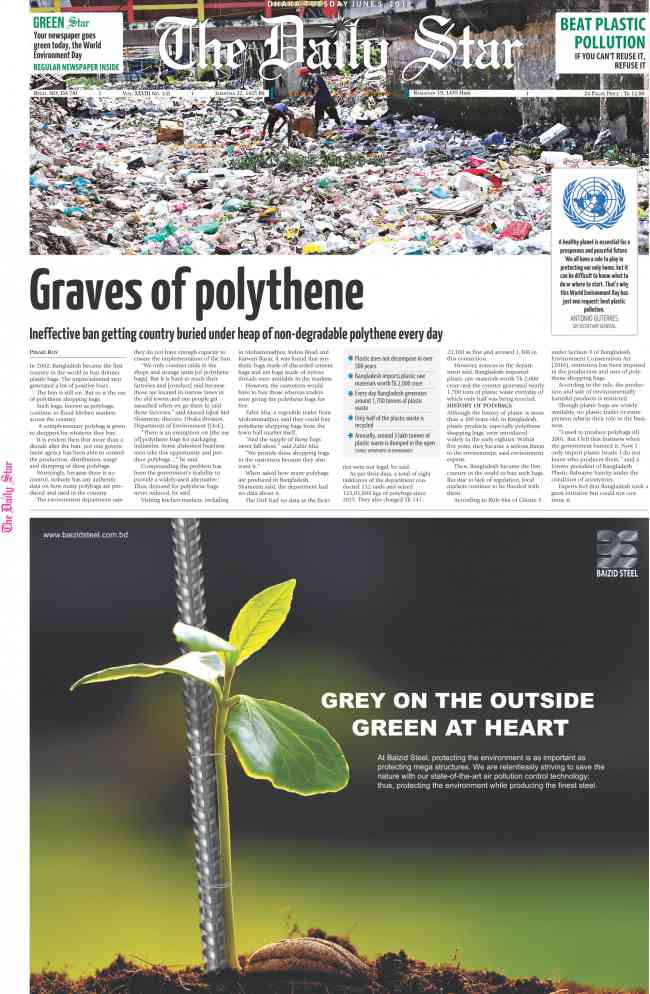 DHAKA TUESDAY JUNE 5, 2018
GREEN Star
Your newspaper goes
green today, the World
Environment Day
REGULAR NEWSPAPER INSIDE
The Daily Star
BEAT PLASTIC
POLLUTION
IF YOU CAN'T REUSE IT,
REFUSE IT
REGD. NO. DA 781
VOL. XXVIII No. 141
JAISHTHA 22, 1425 BS
RAMADAN 19, 1439 HIJRI
24 PAGES PRICE : TK 12.00
A healthy planet is essential for a
prosperous and peaceful future.
We all have a role to play in
protecting our only home, but it
can be difficult to know what to
do or where to start. That's why
this World Environment Day has
just one request: beat plastic
pollution.
ANTONIO GUTERRES
UN SECRETARY GENERAL
Graves of polythene
Ineffective ban getting country buried under heap of non-degradable polythene every day
PINAKI ROY
In 2002, Bangladesh became the first
country in the world to ban thinner
plastic bags. The unprecedented step
generated a lot of positive buzz.
The ban is still on. But so is the use
of polythene shopping bags.
Such bags, known as polybags,
continue to flood kitchen markets
across the country.
A complimentary polybag is given
to shoppers for whatever they buy.
It is evident then that more than a
decade after the ban, not one govern-
ment agency has been able to control
the production, distribution, usage
and dumping of these polybags.
Worryingly, because there is no
control, nobody has any authentic
data on how many polybags are pro-
duced and used in the country.
The environment department says
they do not have enough capacity to
ensure the implementation of the ban.
"We only conduct raids in the
shops and storage units [of polyethene
bags]. But it is hard to reach their
factories and [conduct raids] because
those are located in narrow lanes in
the old town and our people get
assaulted when we go there to raid
those factories," said Masud Iqbal Md
Shameem, director, Dhaka division,
Department of Environment (DoE).
"There is an exemption on [the use
of] polythene bags for packaging
industries. Some dishonest business-
men take this opportunity and pro-
duce polybags...," he said.
Compounding the problem has
been the government's inability to
provide a widely-used alternative.
Thus, demand for polythene bags
never reduced, he said.
Visiting kitchen markets, including
in Mohammadpur, Indira Road and
Karwan Bazar, it was found that syn-
thetic bags made of discarded cement
bags and net bags made of nylon
threads were available in the markets.
However, the customers would
have to buy those whereas traders
were giving the polythene bags for
free.
Zahir Mia, a vegetable trader from
Mohammadpur, said they could buy
polythene shopping bags from the
town hall market itself.
"And the supply of those bags
never fall short," said Zahir Mia.
"We provide those shopping bags
to the customers because they also
want it."
When asked how many polybags
are produced in Bangladesh,
Shameem said, the department had
no data about it.
The DoE had no data as the facto-
Plastic does not decompose in over
500 years
Bangladesh imports plastic raw
materials worth Tk 2,000 crore
Every day Bangladesh generates
around 1,700 tonnes of plastic
waste
Only half of the plastic waste is
recycled
Annually, around 3 lakh tonnes of
plastic waste is dumped in the open
SOURCE: DEPARTMENT OF ENVIRONMENT
ries were not legal, he said.
As per their data, a total of eight
taskforces of the department con-
ducted 152 raids and seized
2015. They also charged Tk 141,
22,100 as fine and accused 1,106 in
this connection.
However, sources in the depart-
ment said, Bangladesh imported
plastic raw materials worth Tk 2,000
crore and the country generated nearly
1,700 tons of plastic waste everyday of
which only half was being recycled.
HISTORY OF POLYBAGS
Although the history of plastic is more
than a 100 years old, in Bangladesh,
plastic products, especially polythene
shopping bags, were introduced
widely in the early eighties. Within
five years, they became a serious threat
to the environment, said environment
experts.
Then, Bangladesh became the first
country in the world to ban such bags.
But due to lack of regulation, local
markets continue to be flooded with
them.
According to Rule 6ka of Clause 5
under Section 9 of Bangladesh
Environment Conservation Act
[2010], restriction has been imposed
in the production and uses of poly-
thene shopping bags.
According to the rule, the produc-
tion and sale of environmentally
harmful products is restricted.
Though plastic bags are widely
available, no plastic trader or entre-
preneur admits their role in the busi-
ness.
"I used to produce polybags till
2001. But I left that business when
the government banned it. Now I
only import plastic beads. I do not
know who produces them," said a
former president of Bangladesh
Plastic Babsayee Samity under the
condition of anonymity.
Experts feel that Bangladesh took a
great initiative but could not con-
tinue it.
The Daily Star
www.baizidsteel.com.bd
BAIZID STEEL
GREY ON THE OUTSIDE
GREEN AT HEART
At Baizid Steel, protecting the environment is as important as
protecting mega structures. We are relentlessly striving to save the
nature with our state-of-the-art air pollution control technology;
thus, protecting the environment while producing the finest steel.